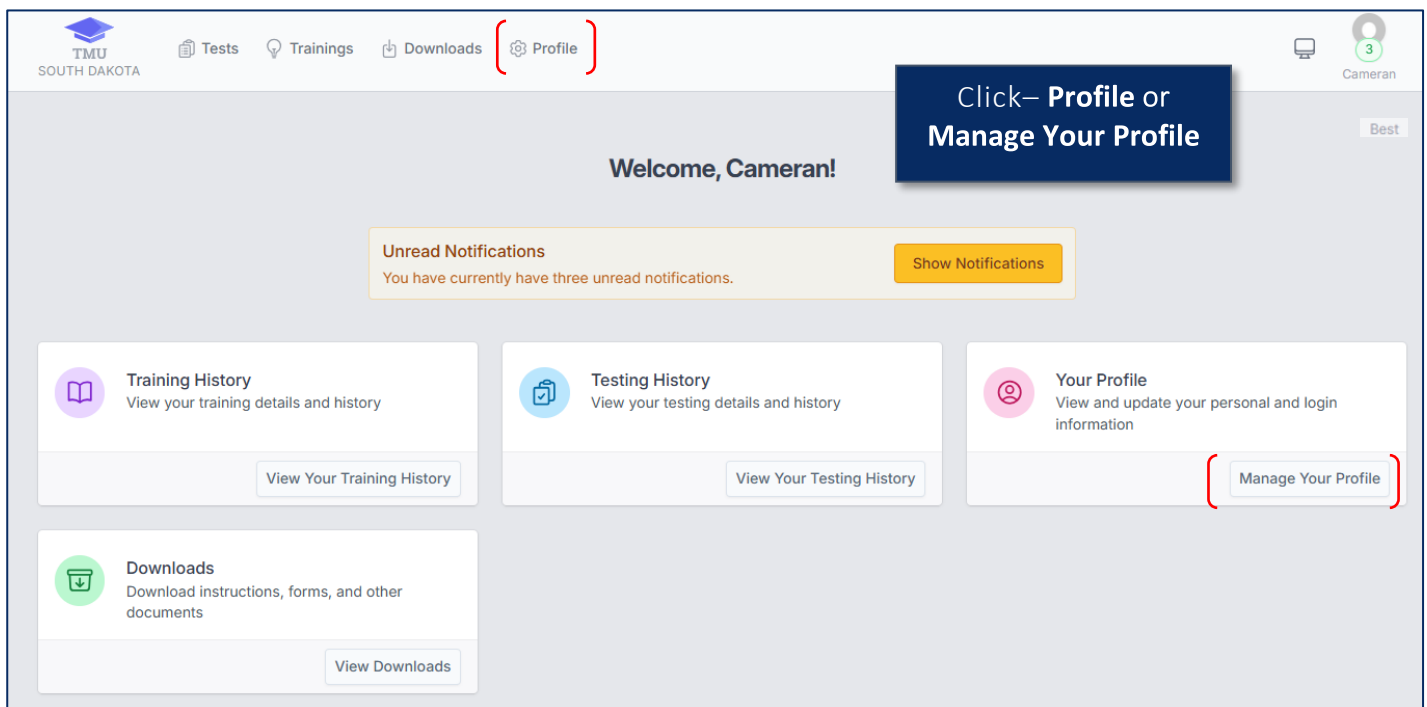 TMU
SOUTH DAKOTA
Tests
Trainings
Downloads
Profile
3
Cameran
Click– Profile or
Manage Your Profile
Best
Welcome, Cameran!
Unread Notifications
You have currently have three unread notifications.
Show Notifications
Training History
View your training details and history
View Your Training History
Testing History
View your testing details and history
View Your Testing History
Your Profile
View and update your personal and login
information
Manage Your Profile
Downloads
Download instructions, forms, and other
documents
View Downloads